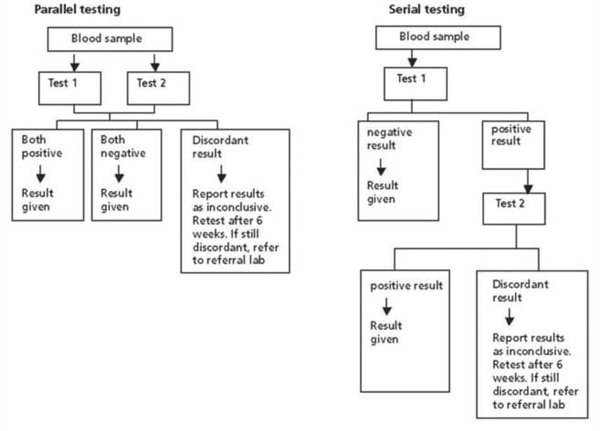 Parallel testing
Blood sample
Test 1
Test 2
Both
positive
Result
given
Both
negative
Result
given
Discordant
result
Report results
as inconclusive.
Retest after 6
weeks. If still
discordant, refer
to referral lab
Serial testing
Blood sample
Test 1
negative
result
Result
given
positive
result
Test 2
positive result
Result
given
Discordant
result
Report results
as inconclusive.
Retest after 6
weeks. If still
discordant, refer
to referral lab